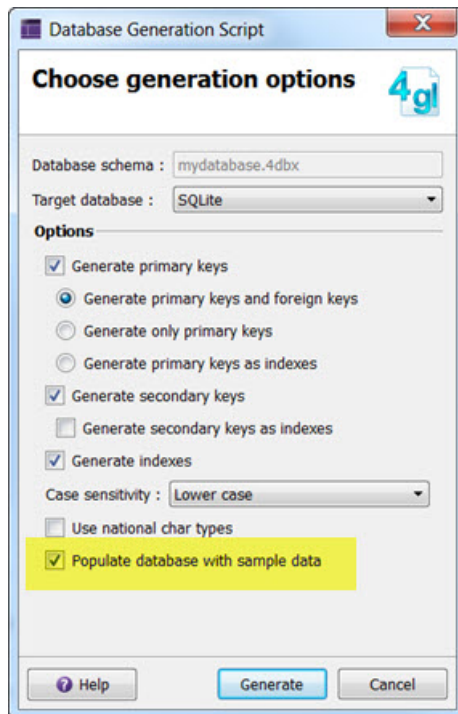 Database Generation Script
Choose generation options
4gl
Database schema : mydatabase.4dbx
Target database : SQLite
Options
Generate primary keys
Generate primary keys and foreign keys
Generate only primary keys
Generate primary keys as indexes
Generate secondary keys
Generate secondary keys as indexes
Generate indexes
Case sensitivity : Lower case
Use national char types
Populate database with sample data
Help Generate Cancel